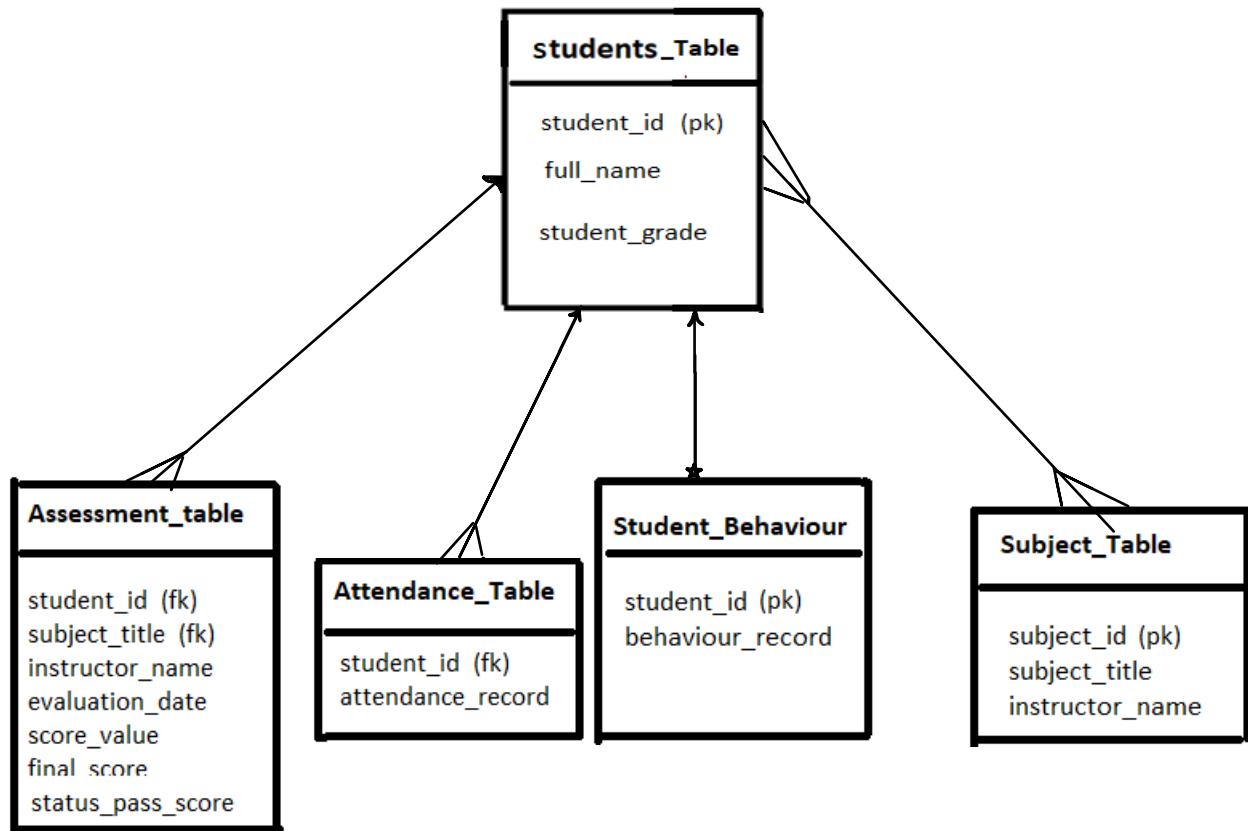 students_Table
student_id (pk)
full_name
student_grade
Assessment_table
student_id (fk)
subject_title (fk)
instructor_name
evaluation_date
score_value
final_score
status_pass_score
Attendance_Table
student_id (fk)
attendance_record
Student_Behaviour
student_id (pk)
behaviour_record
Subject_Table
subject_id (pk)
subject_title
instructor_name